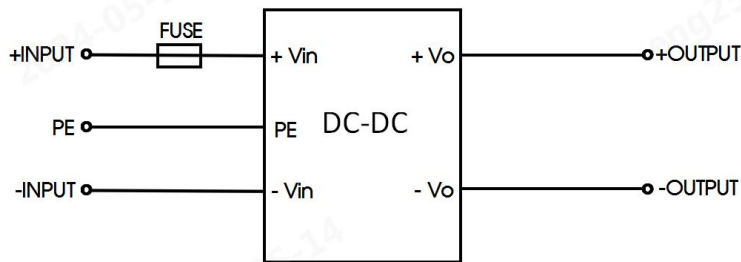 FUSE
+INPUT + Vin + Vo +OUTPUT
PE PE DC-DC
-INPUT - Vin - Vo -OUTPUT